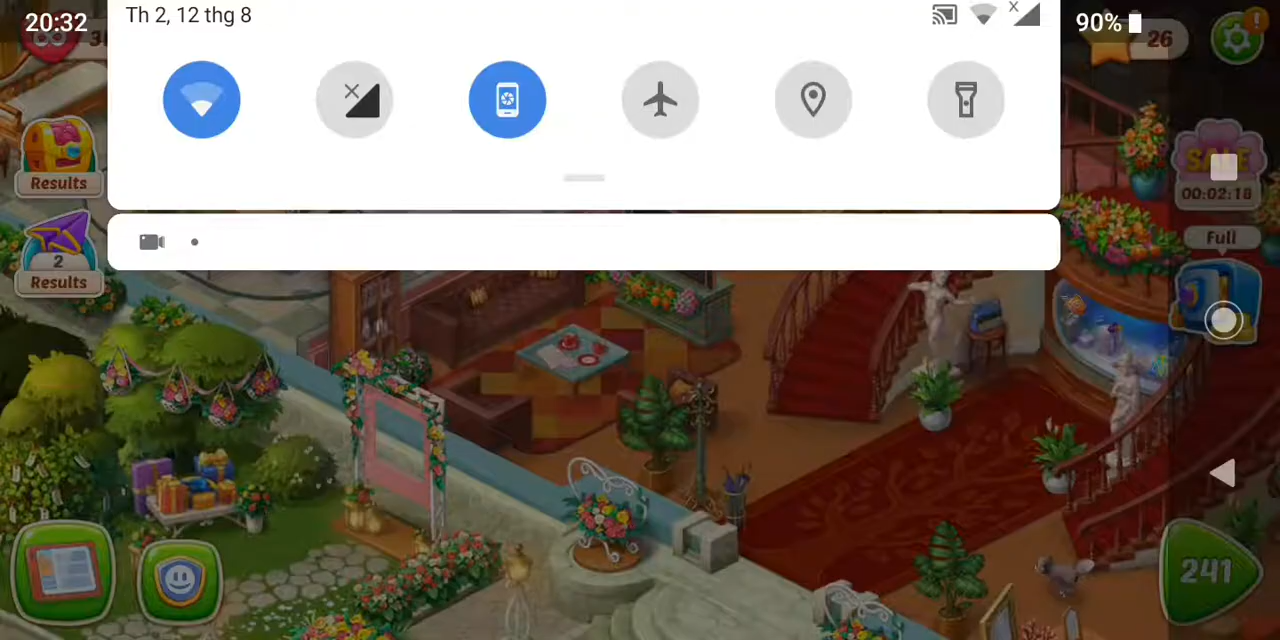 20:32
Th 2, 12 thg 8
90%
26
Results
SALE
00:02:18
Full
2
Results
241